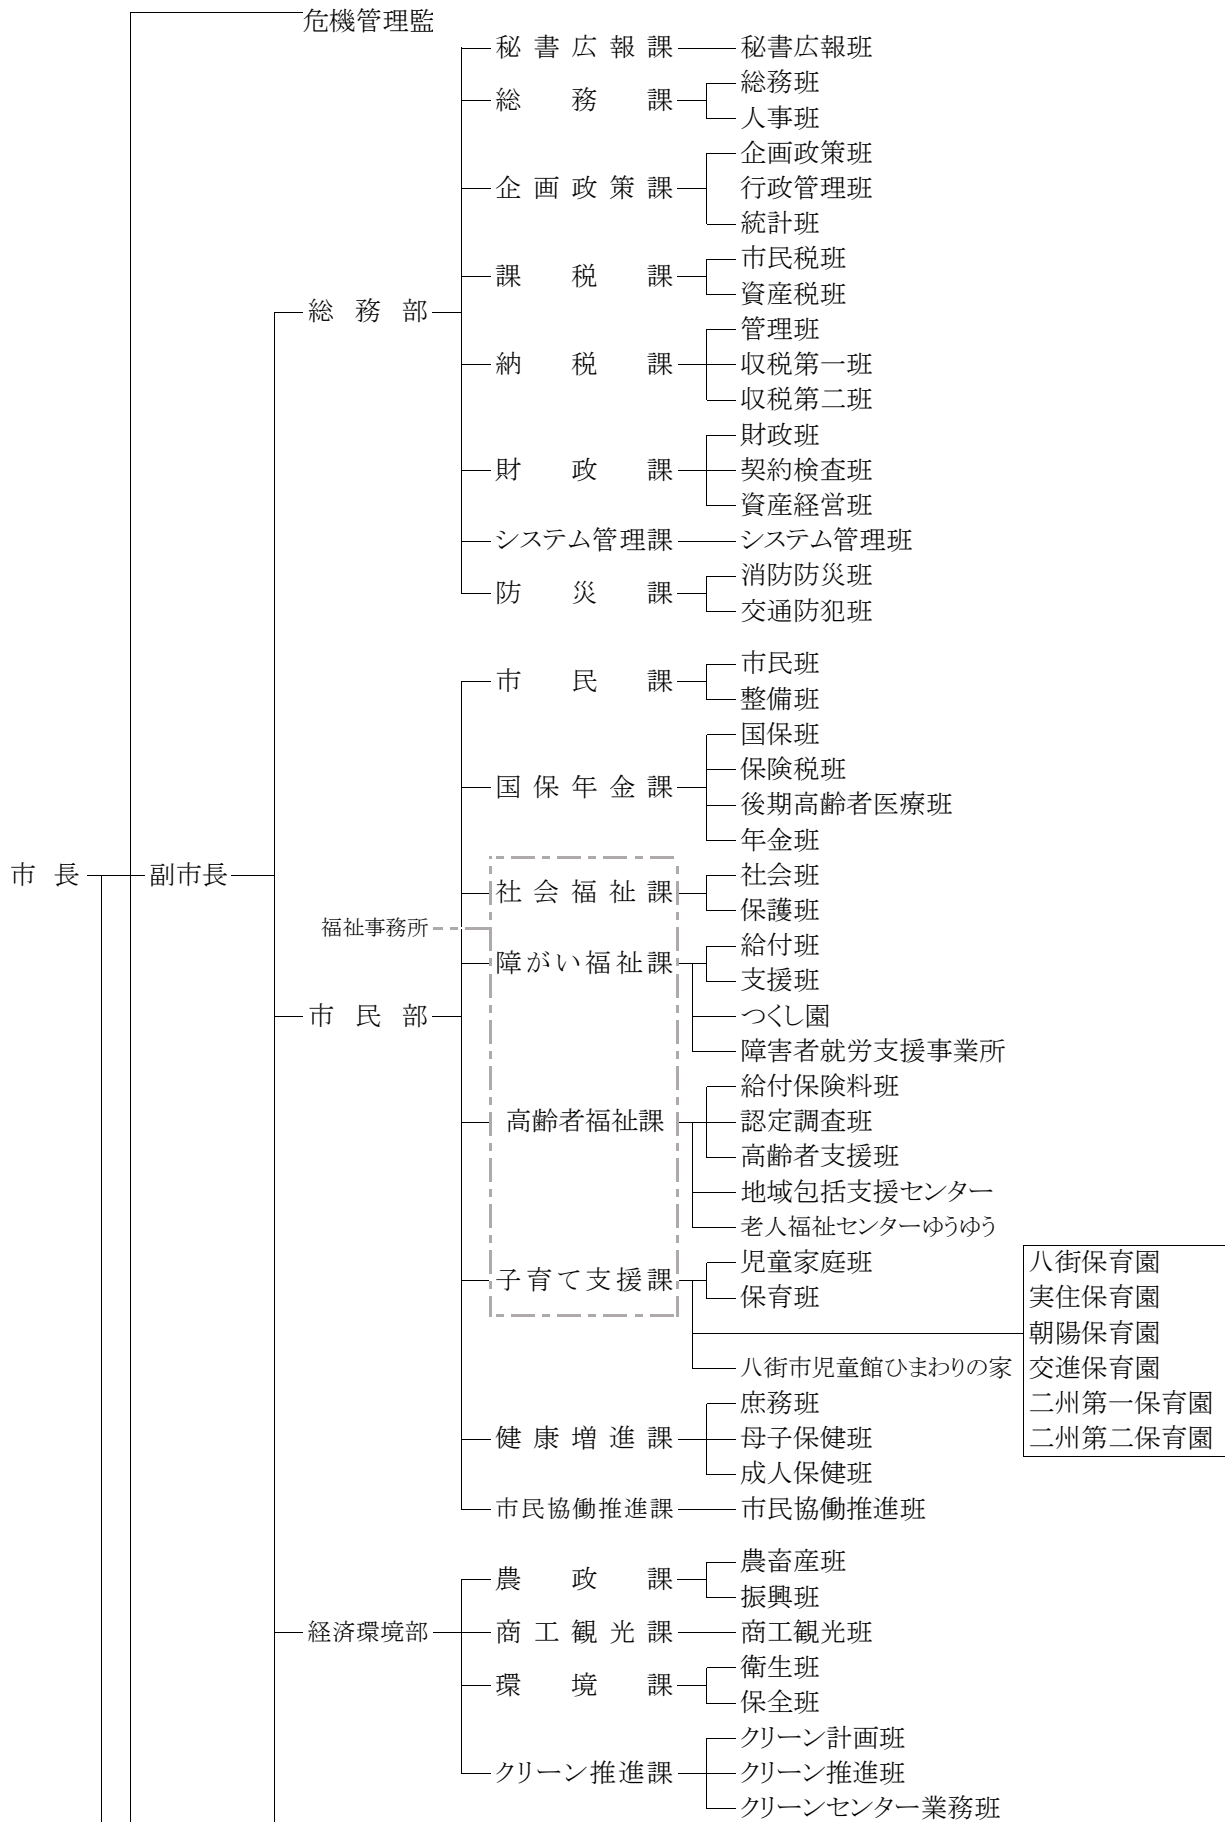 危機管理監
秘書広報課 秘書広報班
総務課 総務班
人事班
企画政策課 企画政策班
行政管理班
統計班
課税課 市民税班
資産税班
総務部
納税課 管理班
収税第一班
収税第二班
財政課 財政班
契約検査班
資産経営班
システム管理課 システム管理班
防災課 消防防災班
交通防犯班
市民課 市民班
整備班
国保年金課 国保班
保険税班
後期高齢者医療班
年金班
市長 副市長
社会福祉課 社会班
保護班
福祉事務所
障がい福祉課 給付班
支援班
市民部
つくし園
障害者就労支援事業所
高齢者福祉課 給付保険料班
認定調査班
高齢者支援班
地域包括支援センター
老人福祉センターゆうゆう
子育て支援課 児童家庭班
保育班
八街保育園
実住保育園
朝陽保育園
八街市児童館ひまわりの家 交進保育園
二州第一保育園
二州第二保育園
健康増進課 庶務班
母子保健班
成人保健班
市民協働推進課 市民協働推進班
農政課 農畜産班
振興班
経済環境部 商工観光課 商工観光班
環境課 衛生班
保全班
クリーン推進課 クリーン計画班
クリーン推進班
クリーンセンター業務班